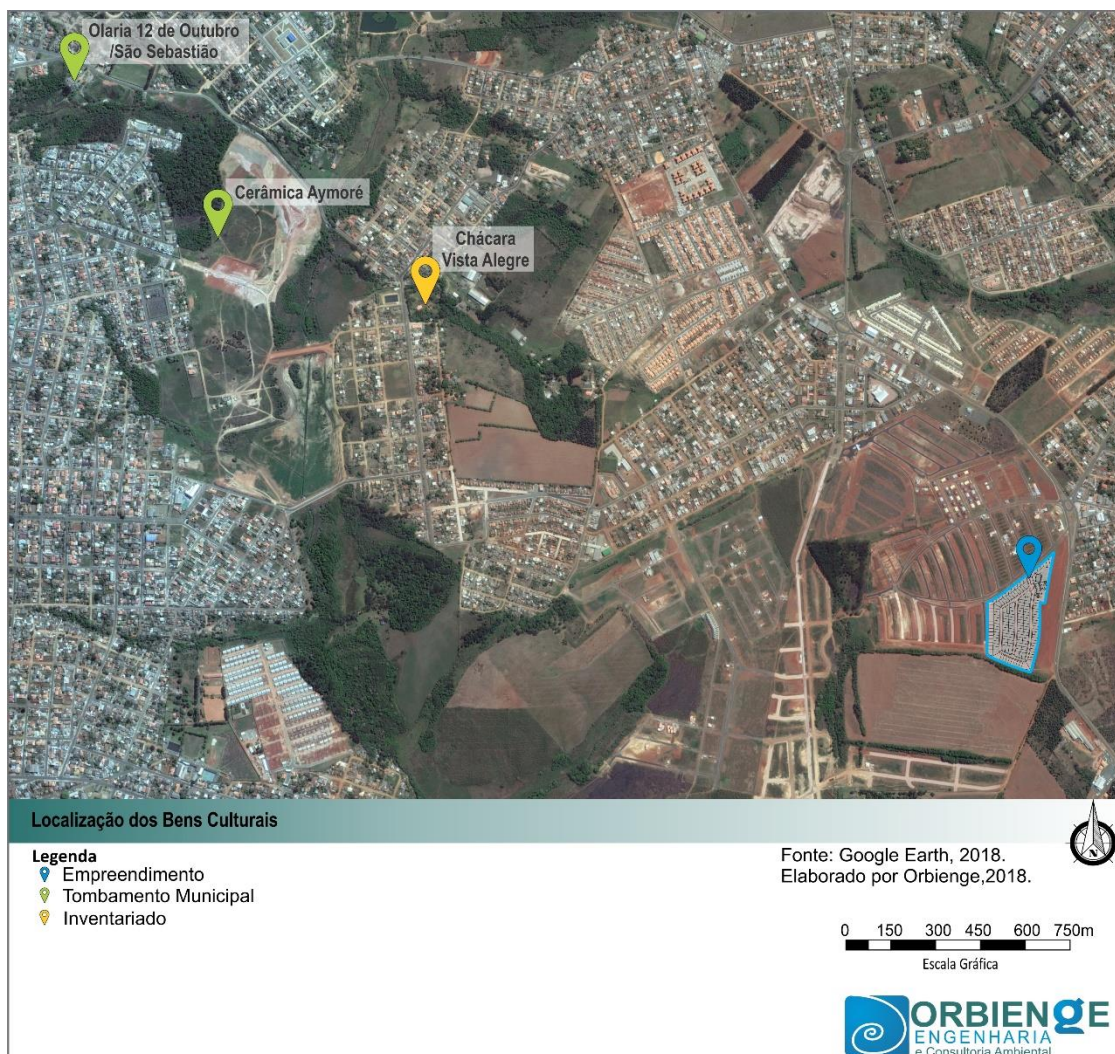 Olaria 12 de Outubro
/São Sebastião
Cerâmica Aymoré
Chácara
Vista Alegre
Localização dos Bens Culturais
Legenda
Empreendimento
Tombamento Municipal
Inventariado
N
Fonte: Google Earth, 2018.
Elaborado por Orbienge,2018.
0 150 300 450 600 750m
Escala Gráfica
ORBIENGE
ENGENHARIA
e Consultoria Ambiental